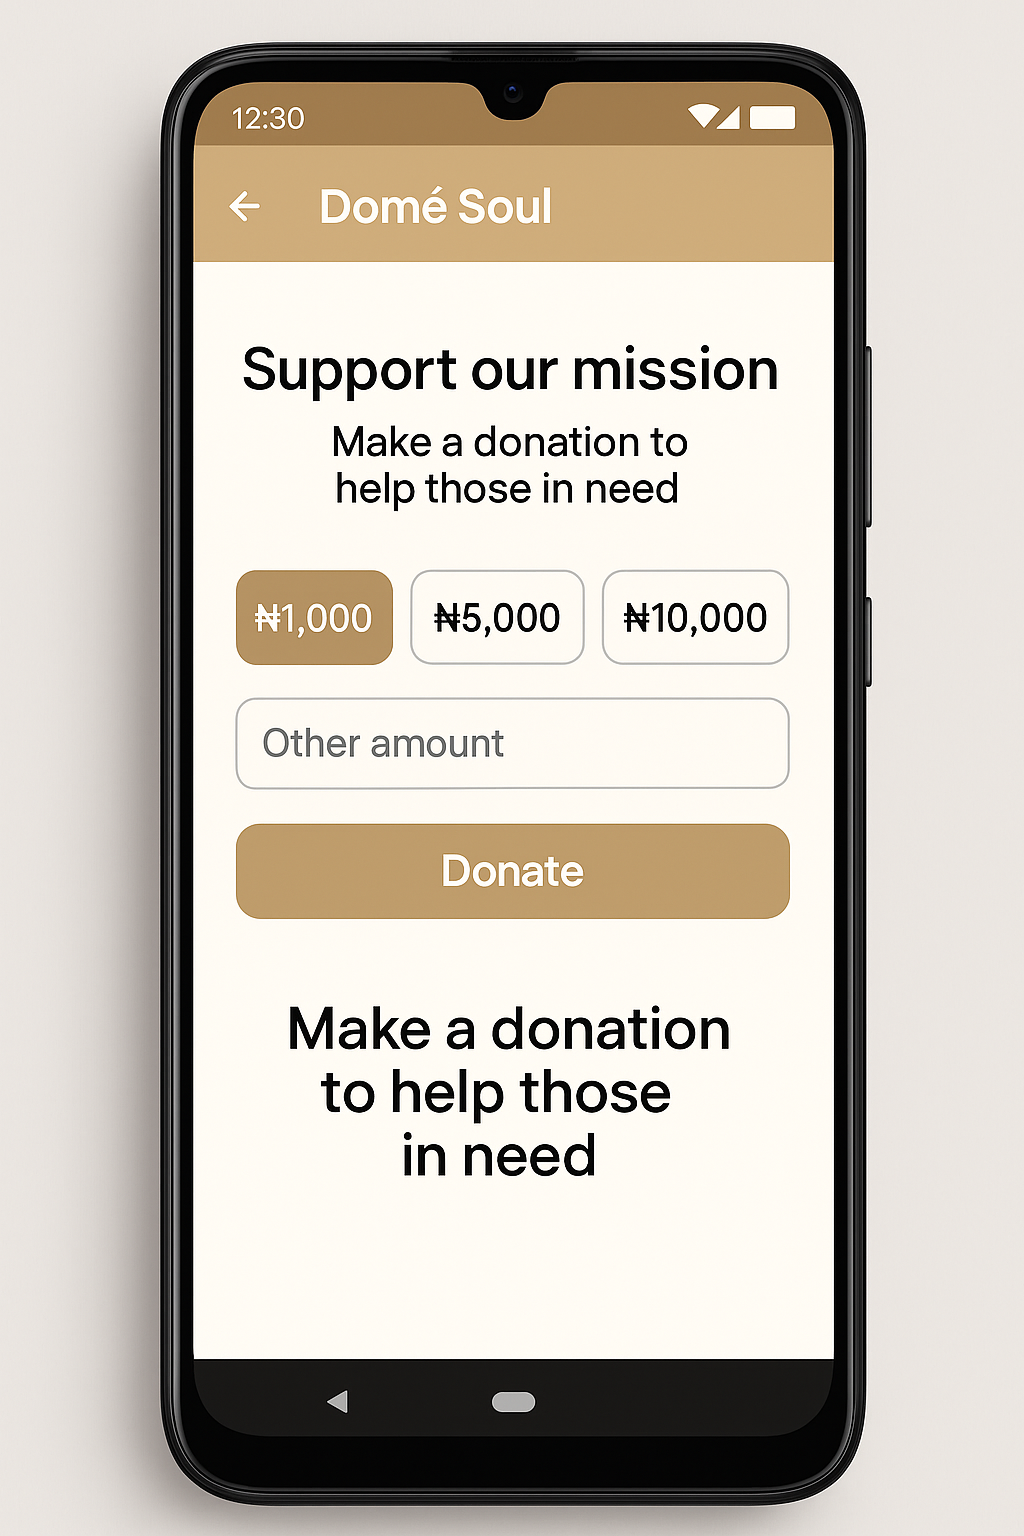 12:30
Domé Soul
Support our mission
Make a donation to
help those in need
₦1,000 ₦5,000 ₦10,000
Other amount
Donate
Make a donation
to help those
in need